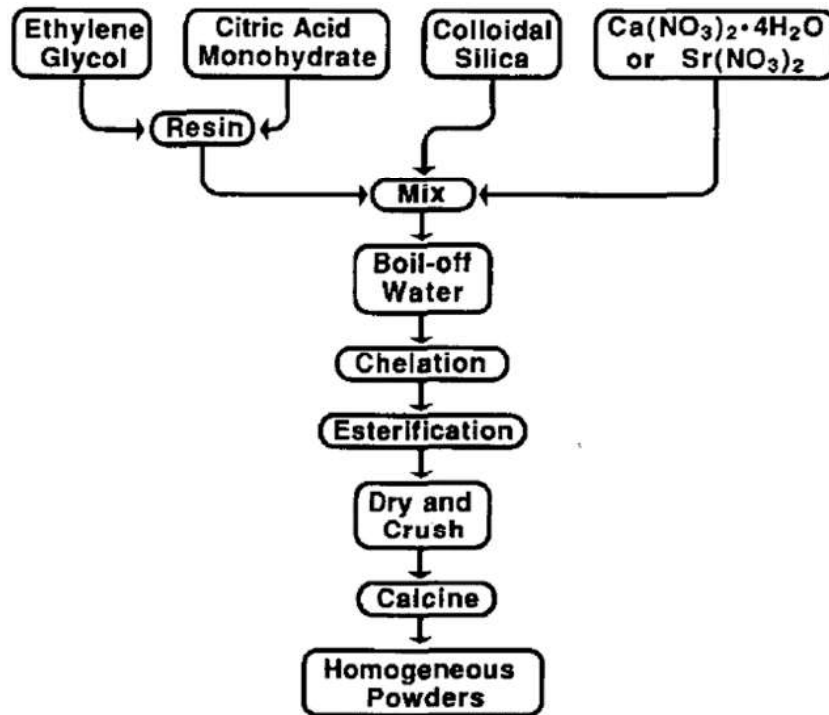 Ethylene
Glycol
Citric Acid
Monohydrate
Colloidal
Silica
Ca(NO₃)₂•4H₂O
or Sr(NO₃)₂
Resin
Mix
Boil-off
Water
Chelation
Esterification
Dry and
Crush
Calcine
Homogeneous
Powders